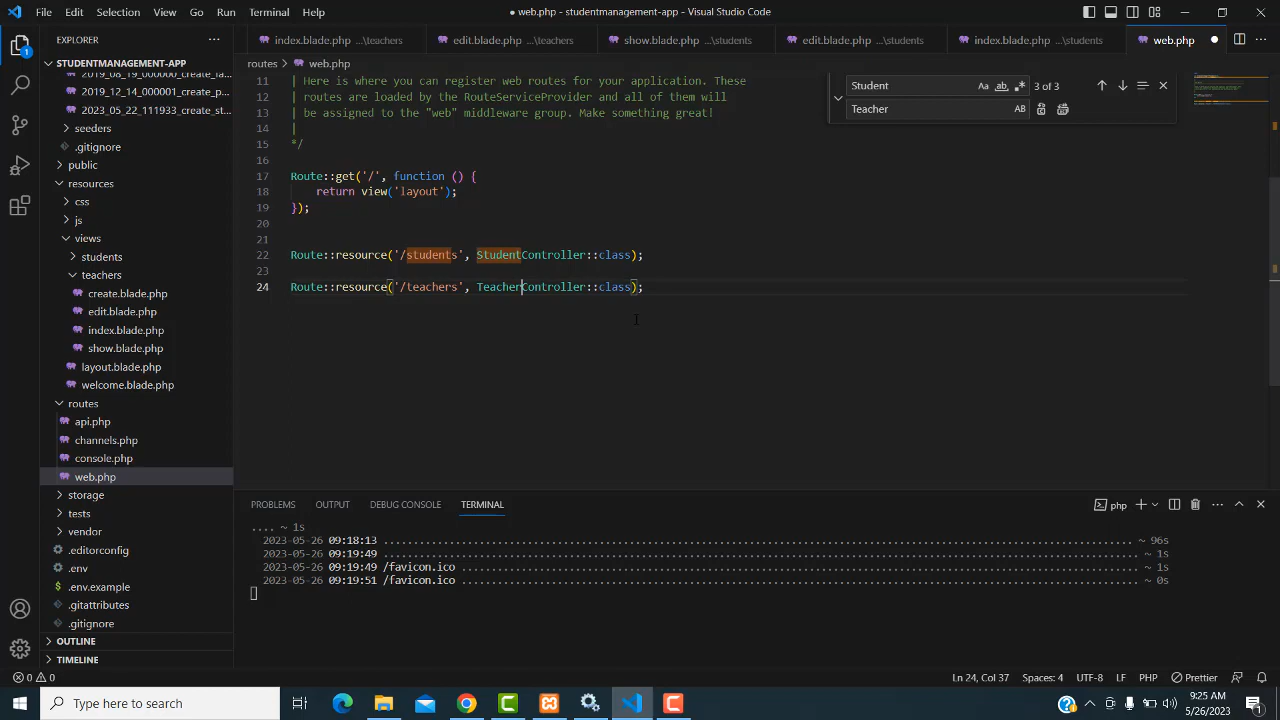 File Edit Selection View Go Run Terminal Help
● web.php - studentmanagement-app - Visual Studio Code
EXPLORER
index.blade.php ...\teachers
edit.blade.php ...\teachers
show.blade.php ...\students
edit.blade.php ...\students
index.blade.php ...\students
web.php
1
STUDENTMANAGEMENT-APP
routes > web.php
2019_08_19_000000_create_fa...
2019_12_14_000001_create_p...
2023_05_22_111933_create_st...
seeders
.gitignore
public
resources
css
js
views
students
teachers
create.blade.php
edit.blade.php
index.blade.php
show.blade.php
layout.blade.php
welcome.blade.php
routes
api.php
channels.php
console.php
web.php
storage
tests
vendor
.editorconfig
.env
.env.example
.gitattributes
.gitignore
OUTLINE
TIMELINE
11 | Here is where you can register web routes for your application. These
12 | routes are loaded by the RouteServiceProvider and all of them will
13 | be assigned to the "web" middleware group. Make something great!
14 |
15 */
16
17 Route::get('/', function () {
18 return view('layout');
19 });
20
21
22 Route::resource('/students', StudentController::class);
23
24 Route::resource('/teachers', TeacherController::class);
Student Aa ab 3 of 3
Teacher AB
PROBLEMS OUTPUT DEBUG CONSOLE TERMINAL
php
.... ~ 1s
2023-05-26 09:18:13 ........ ~ 96s
2023-05-26 09:19:49 ........ ~ 1s
2023-05-26 09:19:49 /favicon.ico ........ ~ 1s
2023-05-26 09:19:51 /favicon.ico ........ ~ 0s
0 0
Ln 24, Col 37 Spaces: 4 UTF-8 LF PHP Prettier
Type here to search
9:25 AM
5/26/2023